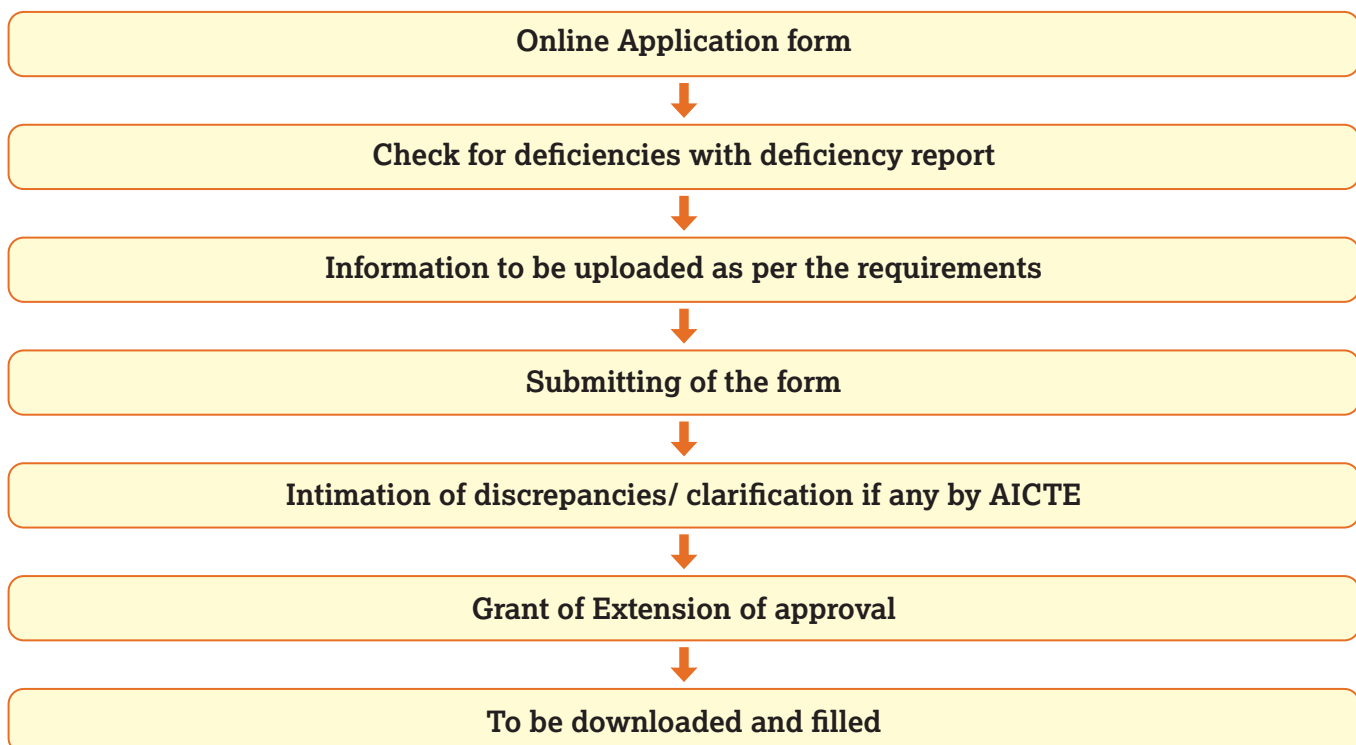 Online Application form
Check for deficiencies with deficiency report
Information to be uploaded as per the requirements
Submitting of the form
Intimation of discrepancies/ clarification if any by AICTE
Grant of Extension of approval
To be downloaded and filled